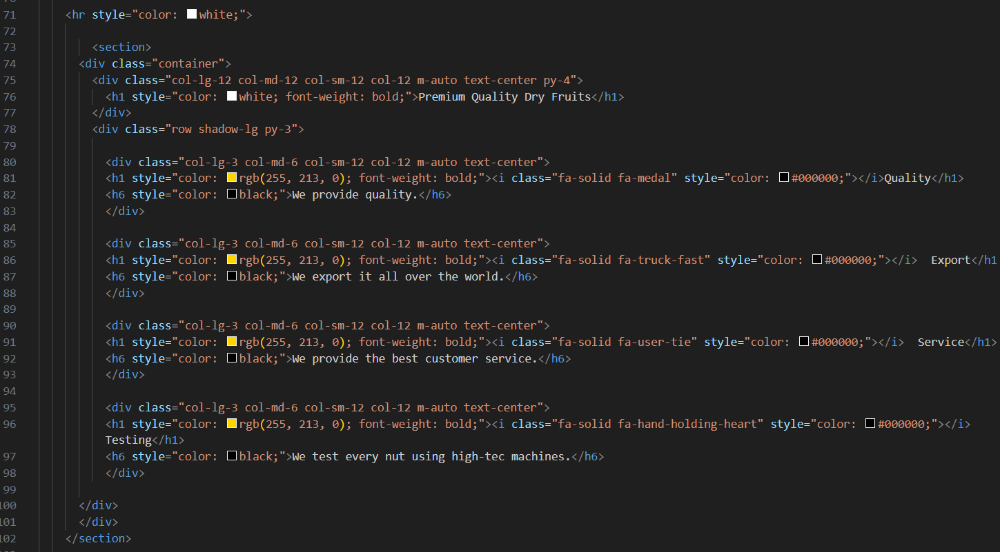 71 <hr style="color: white;">
72
73 <section>
74 <div class="container">
75 <div class="col-lg-12 col-md-12 col-sm-12 col-12 m-auto text-center py-4">
76 <h1 style="color: white; font-weight: bold;">Premium Quality Dry Fruits</h1>
77 </div>
78 <div class="row shadow-lg py-3">
79
80 <div class="col-lg-3 col-md-6 col-sm-12 col-12 m-auto text-center">
81 <h1 style="color: rgb(255, 213, 0); font-weight: bold;"><i class="fa-solid fa-medal" style="color: #000000;"></i>Quality</h1>
82 <h6 style="color: black;">We provide quality.</h6>
83 </div>
84
85 <div class="col-lg-3 col-md-6 col-sm-12 col-12 m-auto text-center">
86 <h1 style="color: rgb(255, 213, 0); font-weight: bold;"><i class="fa-solid fa-truck-fast" style="color: #000000;"></i>  Export</h1
87 <h6 style="color: black;">We export it all over the world.</h6>
88 </div>
89
90 <div class="col-lg-3 col-md-6 col-sm-12 col-12 m-auto text-center">
91 <h1 style="color: rgb(255, 213, 0); font-weight: bold;"><i class="fa-solid fa-user-tie" style="color: #000000;"></i>  Service</h1>
92 <h6 style="color: black;">We provide the best customer service.</h6>
93 </div>
94
95 <div class="col-lg-3 col-md-6 col-sm-12 col-12 m-auto text-center">
96 <h1 style="color: rgb(255, 213, 0); font-weight: bold;"><i class="fa-solid fa-hand-holding-heart" style="color: #000000;"></i>
Testing</h1>
97 <h6 style="color: black;">We test every nut using high-tec machines.</h6>
98 </div>
99
100 </div>
101 </div>
102 </section>